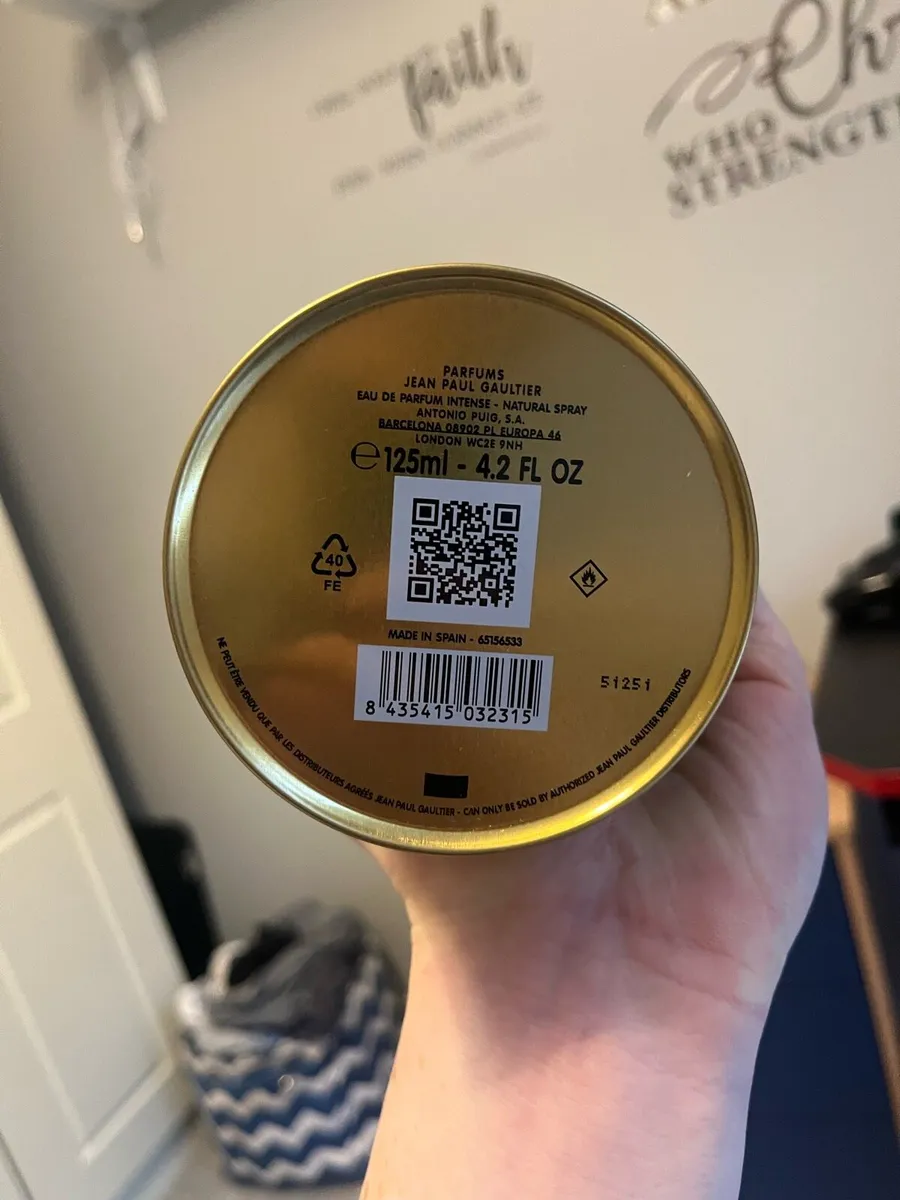 faith
Chr
WHO
STRENGT
PARFUMS
JEAN PAUL GAULTIER
EAU DE PARFUM INTENSE - NATURAL SPRAY
ANTONIO PUIG, S.A.
BARCELONA 08902 PL EUROPA 46
LONDON WC2E 9NH
℮ 125ml - 4.2 FL OZ
40
FE
MADE IN SPAIN - 65156533
8 435415 032315
51251
NE PEUT ÊTRE VENDU QUE PAR LES DISTRIBUTEURS AGRÉÉS JEAN PAUL GAULTIER - CAN ONLY BE SOLD BY AUTHORIZED JEAN PAUL GAULTIER DISTRIBUTORS